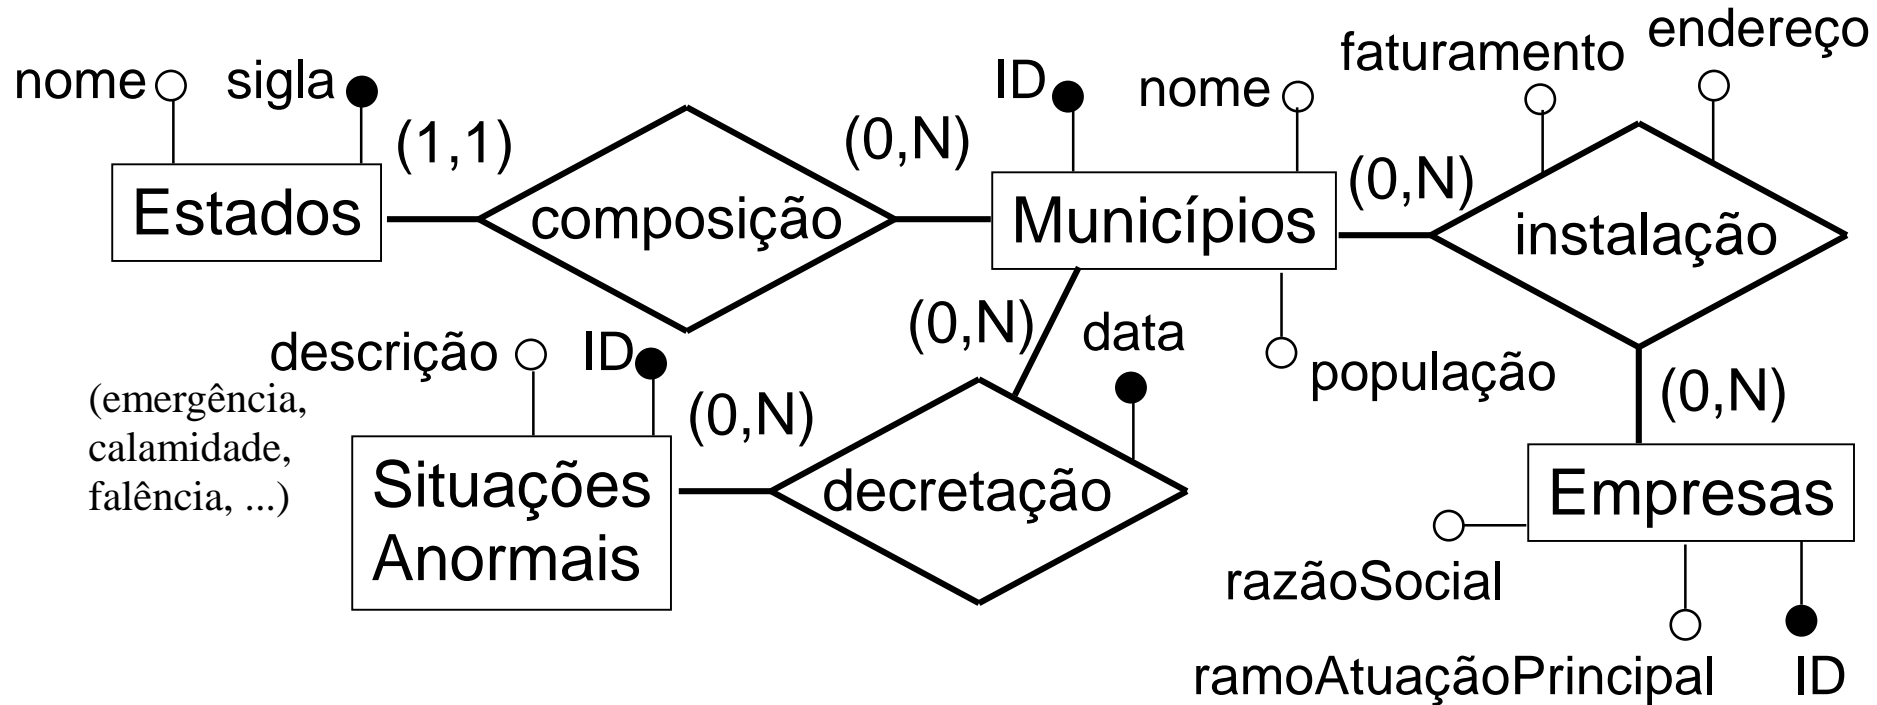 nome
sigla
(1,1)
(0,N)
Estados
composição
ID
nome
Municípios
população
faturamento
endereço
(0,N)
instalação
(0,N)
descrição
ID
(emergência,
calamidade,
falência, ...)
Situações
Anormais
(0,N)
(0,N)
data
decretação
Empresas
razãoSocial
ramoAtuaçãoPrincipal
ID